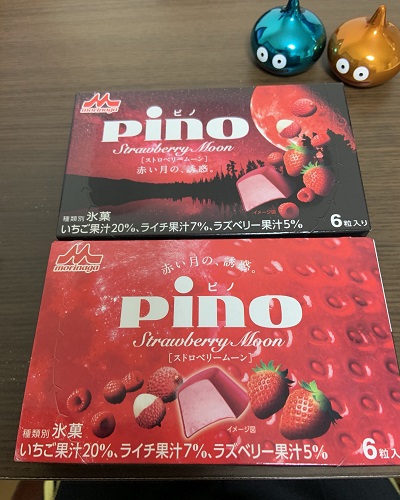 morinaga
ピノ
pino
Strawberry Moon
[ストロベリームーン]
赤い月の、誘惑。
イメージ図
種類別 氷菓
いちご果汁20%、ライチ果汁7%、ラズベリー果汁5%
6粒入り
morinaga
赤い月の、誘惑。
ピノ
pino
Strawberry Moon
[ストロベリームーン]
イメージ図
種類別 氷菓
いちご果汁20%、ライチ果汁7%、ラズベリー果汁5%
6粒入